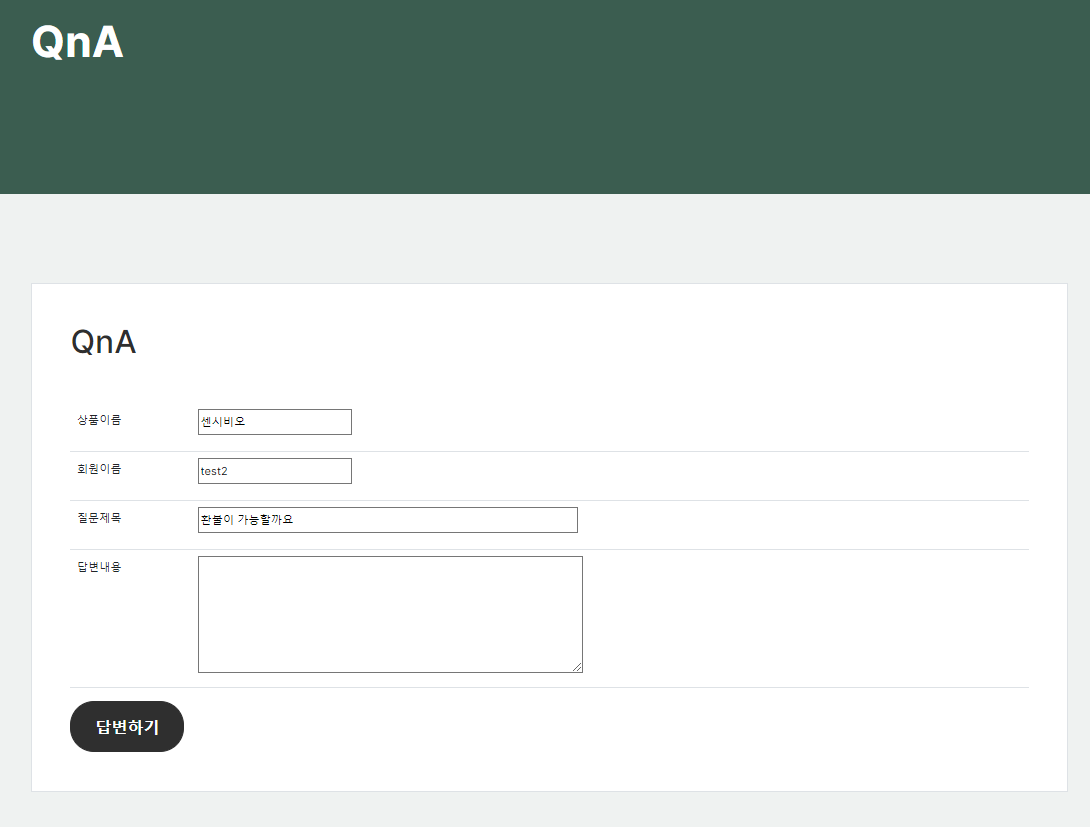 QnA
QnA
상품이름 센시비오
회원이름 test2
질문제목 환불이 가능할까요
답변내용
답변하기